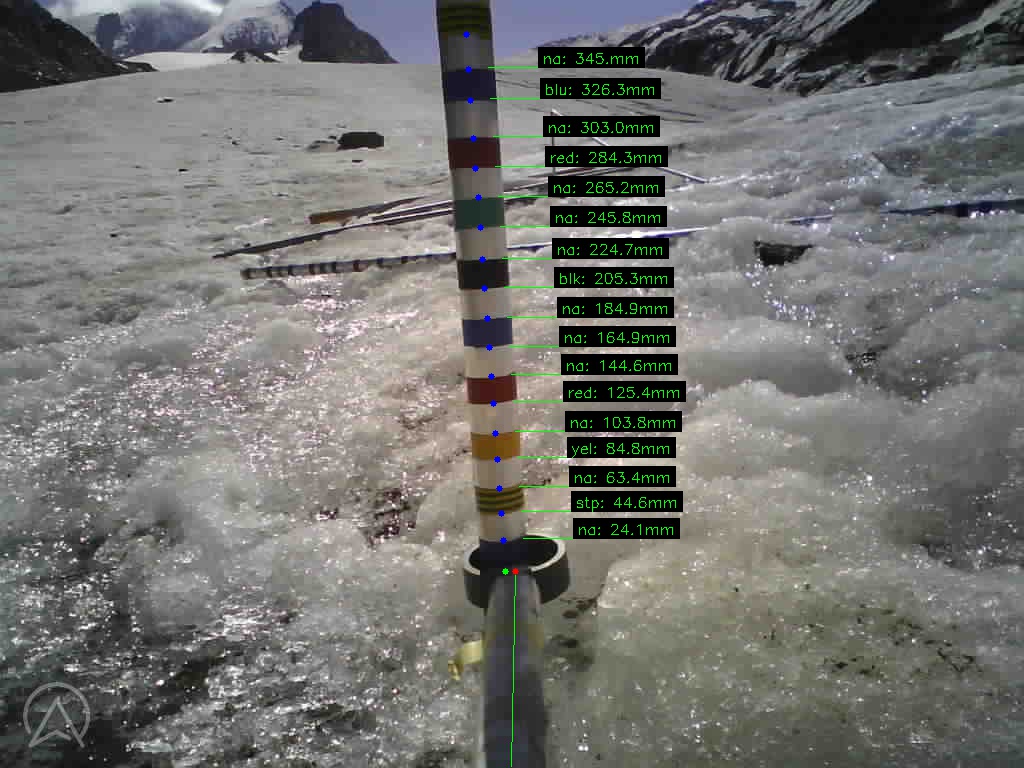 na: 345.mm
blu: 326.3mm
na: 303.0mm
red: 284.3mm
na: 265.2mm
na: 245.8mm
na: 224.7mm
blk: 205.3mm
na: 184.9mm
na: 164.9mm
na: 144.6mm
red: 125.4mm
na: 103.8mm
yel: 84.8mm
na: 63.4mm
stp: 44.6mm
na: 24.1mm